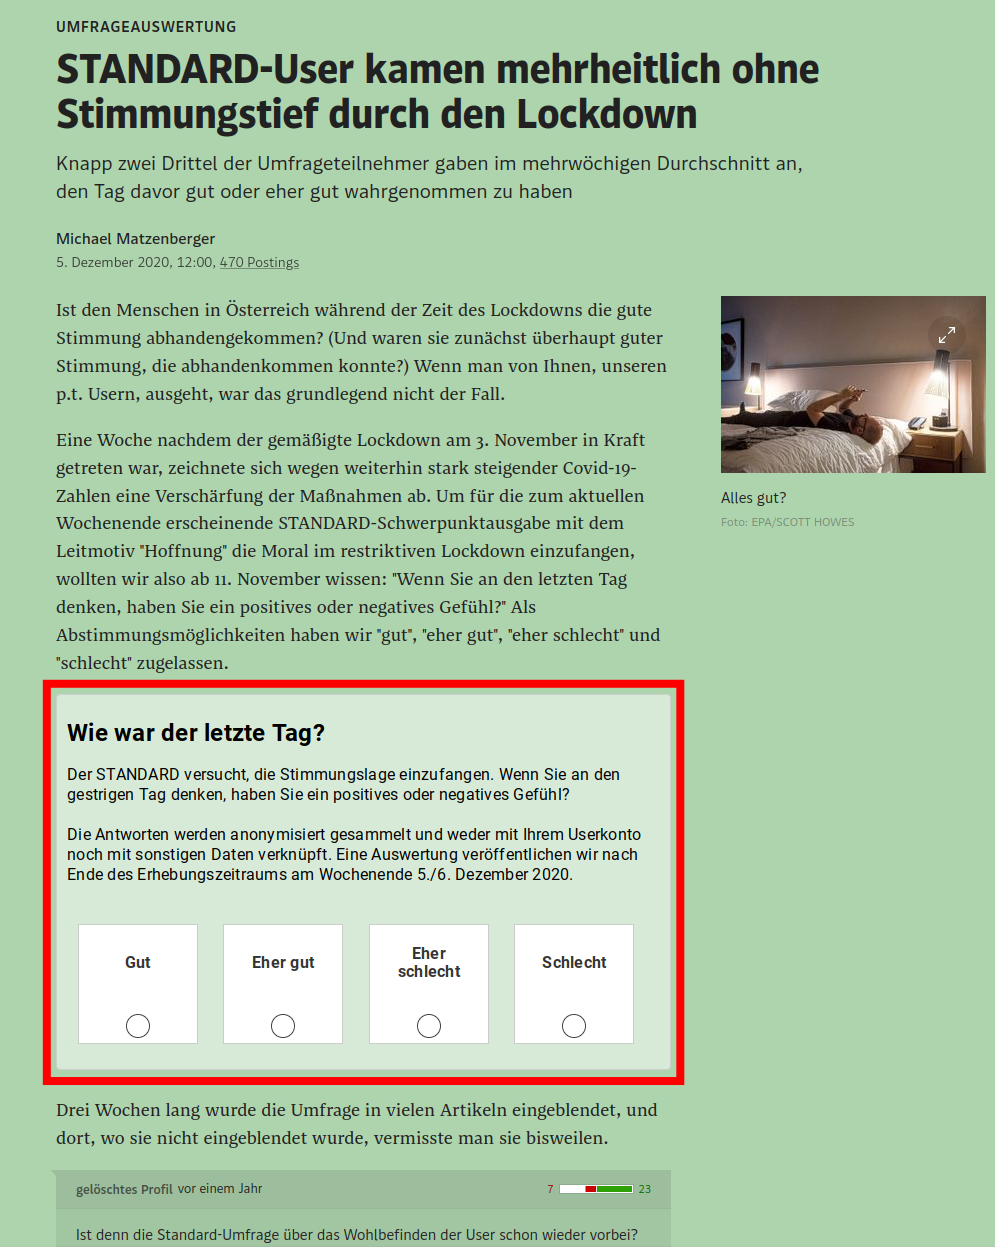 UMFRAGEAUSWERTUNG
STANDARD-User kamen mehrheitlich ohne
Stimmungstief durch den Lockdown
Knapp zwei Drittel der Umfrageteilnehmer gaben im mehrwöchigen Durchschnitt an,
den Tag davor gut oder eher gut wahrgenommen zu haben
Michael Matzenberger
5. Dezember 2020, 12:00, 470 Postings
Ist den Menschen in Österreich während der Zeit des Lockdowns die gute
Stimmung abhandengekommen? (Und waren sie zunächst überhaupt guter
Stimmung, die abhandenkommen konnte?) Wenn man von Ihnen, unseren
p.t. Usern, ausgeht, war das grundlegend nicht der Fall.
Eine Woche nachdem der gemäßigte Lockdown am 3. November in Kraft
getreten war, zeichnete sich wegen weiterhin stark steigender Covid-19-
Zahlen eine Verschärfung der Maßnahmen ab. Um für die zum aktuellen
Wochenende erscheinende STANDARD-Schwerpunktausgabe mit dem
Leitmotiv "Hoffnung" die Moral im restriktiven Lockdown einzufangen,
wollten wir also ab 11. November wissen: "Wenn Sie an den letzten Tag
denken, haben Sie ein positives oder negatives Gefühl?" Als
Abstimmungsmöglichkeiten haben wir "gut", "eher gut", "eher schlecht" und
"schlecht" zugelassen.
Alles gut?
Foto: EPA/SCOTT HOWES
Wie war der letzte Tag?
Der STANDARD versucht, die Stimmungslage einzufangen. Wenn Sie an den
gestrigen Tag denken, haben Sie ein positives oder negatives Gefühl?
Die Antworten werden anonymisiert gesammelt und weder mit Ihrem Userkonto
noch mit sonstigen Daten verknüpft. Eine Auswertung veröffentlichen wir nach
Ende des Erhebungszeitraums am Wochenende 5./6. Dezember 2020.
Gut
Eher gut
Eher
schlecht
Schlecht
Drei Wochen lang wurde die Umfrage in vielen Artikeln eingeblendet, und
dort, wo sie nicht eingeblendet wurde, vermisste man sie bisweilen.
gelöschtes Profil vor einem Jahr 7 23
Ist denn die Standard-Umfrage über das Wohlbefinden der User schon wieder vorbei?